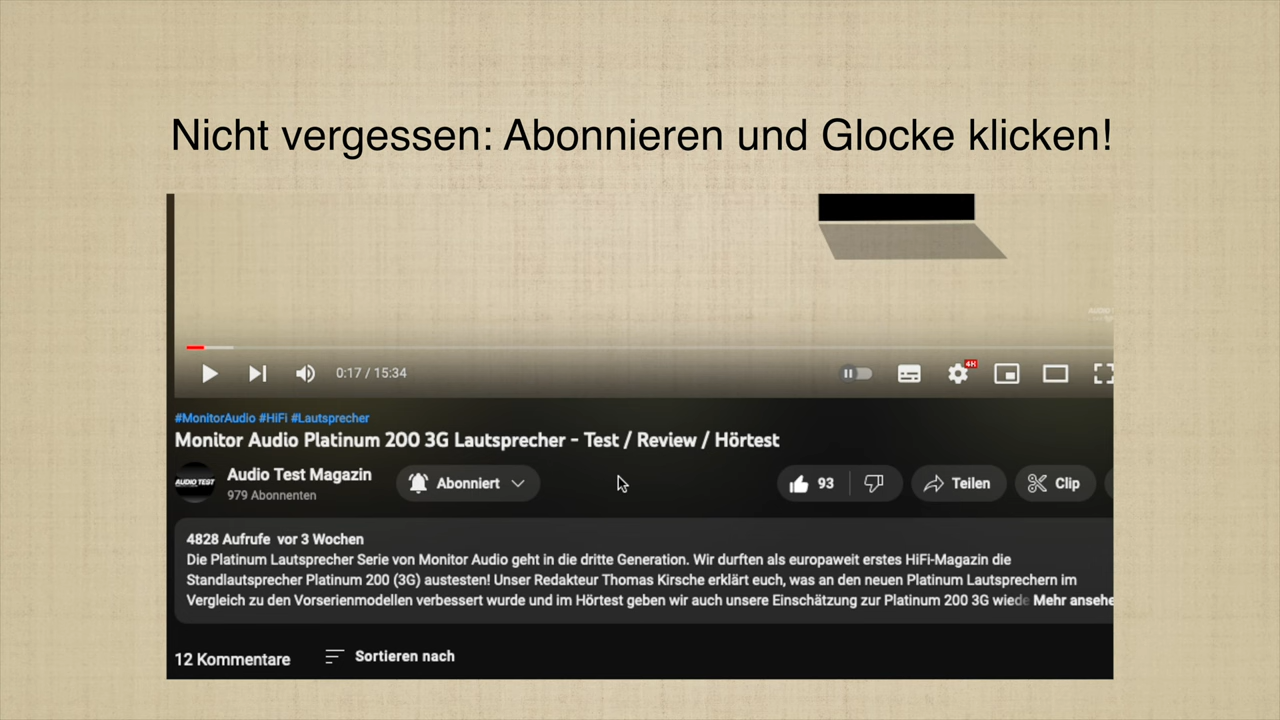 Nicht vergessen: Abonnieren und Glocke klicken!
AUDIO
0:17 / 15:34
4H
#MonitorAudio #HiFi #Lautsprecher
Monitor Audio Platinum 200 3G Lautsprecher - Test / Review / Hörtest
AUDIO TEST
Audio Test Magazin
979 Abonnenten
Abonniert
93
Teilen
Clip
4828 Aufrufe vor 3 Wochen
Die Platinum Lautsprecher Serie von Monitor Audio geht in die dritte Generation. Wir durften als europaweit erstes HiFi-Magazin die
Standlautsprecher Platinum 200 (3G) austesten! Unser Redakteur Thomas Kirsche erklärt euch, was an den neuen Platinum Lautsprechern im
Vergleich zu den Vorserienmodellen verbessert wurde und im Hörtest geben wir auch unsere Einschätzung zur Platinum 200 3G wiede Mehr ansehe
12 Kommentare
Sortieren nach